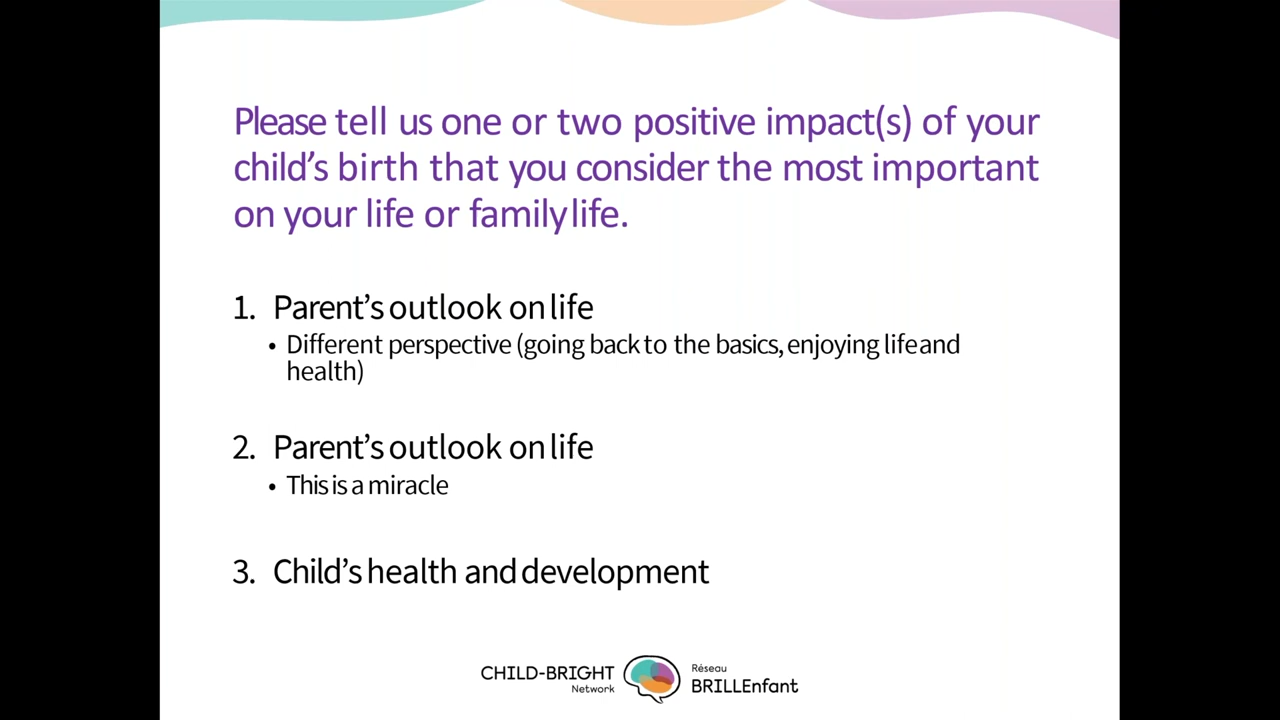 Please tell us one or two positive impact(s) of your
child’s birth that you consider the most important
on your life or family life.
1. Parent’s outlook on life
• Different perspective (going back to the basics, enjoying life and
health)
2. Parent’s outlook on life
• This is a miracle
3. Child’s health and development
CHILD-BRIGHT
Network
Réseau
BRILLEnfant